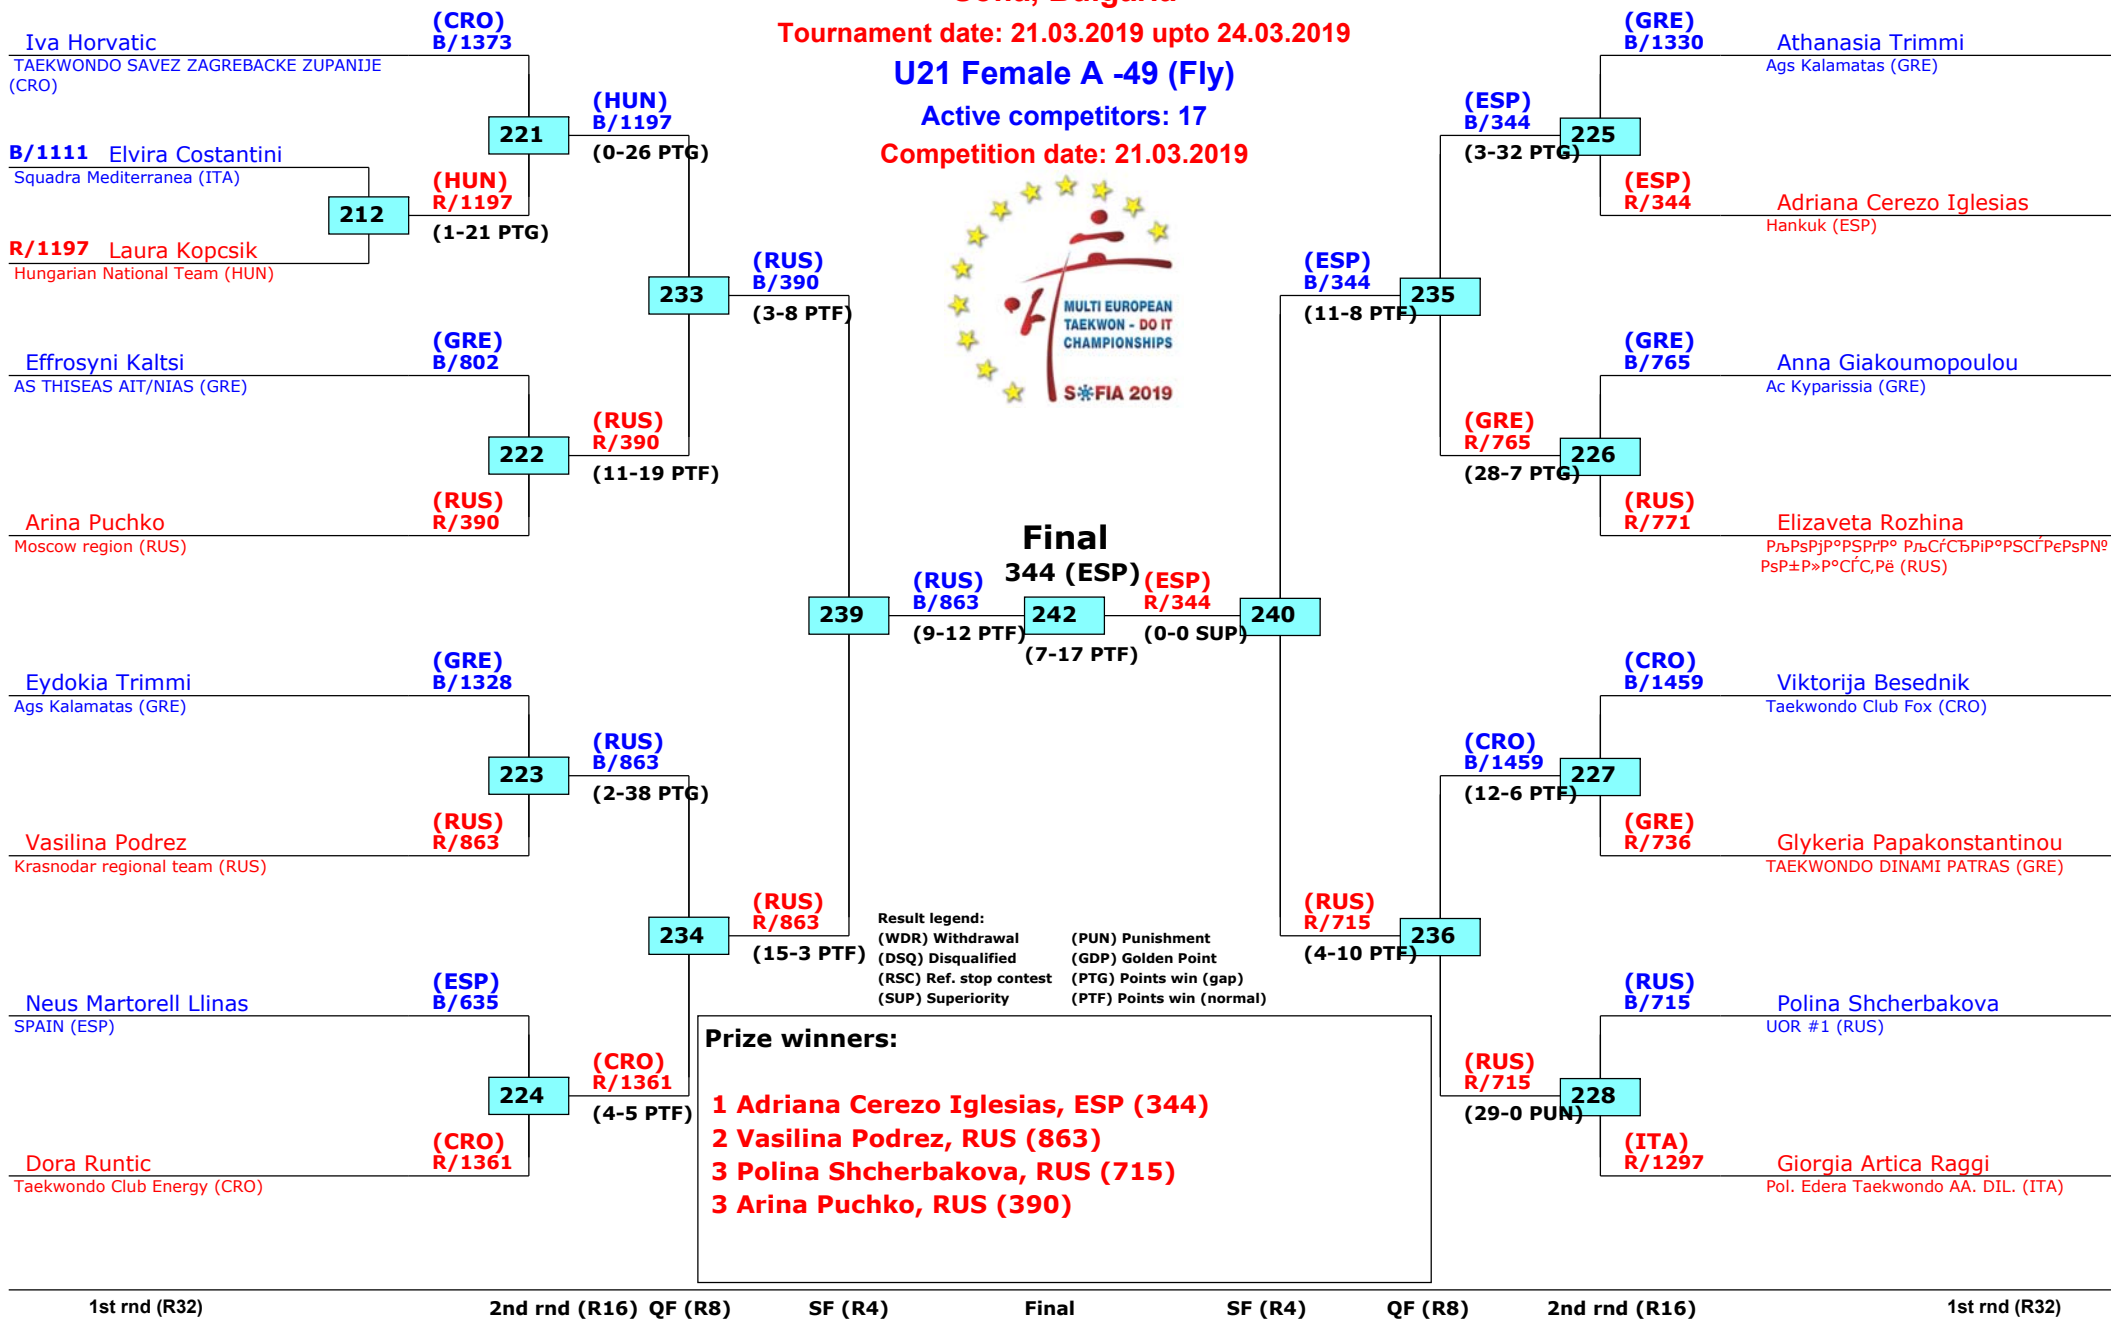 Sofia, Bulgaria
Tournament date: 21.03.2019 upto 24.03.2019
U21 Female A -49 (Fly)
Active competitors: 17
Competition date: 21.03.2019
MULTI EUROPEAN
TAEKWON - DO IT
CHAMPIONSHIPS
S FIA 2019
(CRO)
Iva Horvatic B/1373
TAEKWONDO SAVEZ ZAGREBACKE ZUPANIJE
(CRO)
221
(HUN)
B/1197
(0-26 PTG)
B/1111 Elvira Costantini
Squadra Mediterranea (ITA)
212
(HUN)
R/1197
(1-21 PTG)
R/1197 Laura Kopcsik
Hungarian National Team (HUN)
233
(RUS)
B/390
(3-8 PTF)
(GRE)
Effrosyni Kaltsi B/802
AS THISEAS AIT/NIAS (GRE)
222
(RUS)
R/390
(11-19 PTF)
(RUS)
Arina Puchko R/390
Moscow region (RUS)
239
(RUS)
B/863
(9-12 PTF)
(GRE)
Eydokia Trimmi B/1328
Ags Kalamatas (GRE)
223
(RUS)
B/863
(2-38 PTG)
(RUS)
Vasilina Podrez R/863
Krasnodar regional team (RUS)
234
(RUS)
R/863
(15-3 PTF)
(ESP)
Neus Martorell Llinas B/635
SPAIN (ESP)
224
(CRO)
R/1361
(4-5 PTF)
(CRO)
Dora Runtic R/1361
Taekwondo Club Energy (CRO)
Final
344 (ESP)
242
(7-17 PTF)
(ESP)
R/344
(0-0 SUP)
240
(GRE)
B/1330 Athanasia Trimmi
Ags Kalamatas (GRE)
(ESP)
B/344
(3-32 PTG)
225
(ESP)
R/344 Adriana Cerezo Iglesias
Hankuk (ESP)
(ESP)
B/344
(11-8 PTF)
235
(GRE)
B/765 Anna Giakoumopoulou
Ac Kyparissia (GRE)
(GRE)
R/765
(28-7 PTG)
226
(RUS)
R/771 Elizaveta Rozhina
(RUS)
(CRO)
B/1459 Viktorija Besednik
Taekwondo Club Fox (CRO)
(CRO)
B/1459
(12-6 PTF)
227
(GRE)
R/736 Glykeria Papakonstantinou
TAEKWONDO DINAMI PATRAS (GRE)
(RUS)
R/715
(4-10 PTF)
236
(RUS)
B/715 Polina Shcherbakova
UOR #1 (RUS)
(RUS)
R/715
(29-0 PUN)
228
(ITA)
R/1297 Giorgia Artica Raggi
Pol. Edera Taekwondo AA. DIL. (ITA)
Result legend:
(WDR) Withdrawal (PUN) Punishment
(DSQ) Disqualified (GDP) Golden Point
(RSC) Ref. stop contest (PTG) Points win (gap)
(SUP) Superiority (PTF) Points win (normal)
Prize winners:
1 Adriana Cerezo Iglesias, ESP (344)
2 Vasilina Podrez, RUS (863)
3 Polina Shcherbakova, RUS (715)
3 Arina Puchko, RUS (390)
1st rnd (R32) 2nd rnd (R16) QF (R8) SF (R4) Final SF (R4) QF (R8) 2nd rnd (R16) 1st rnd (R32)